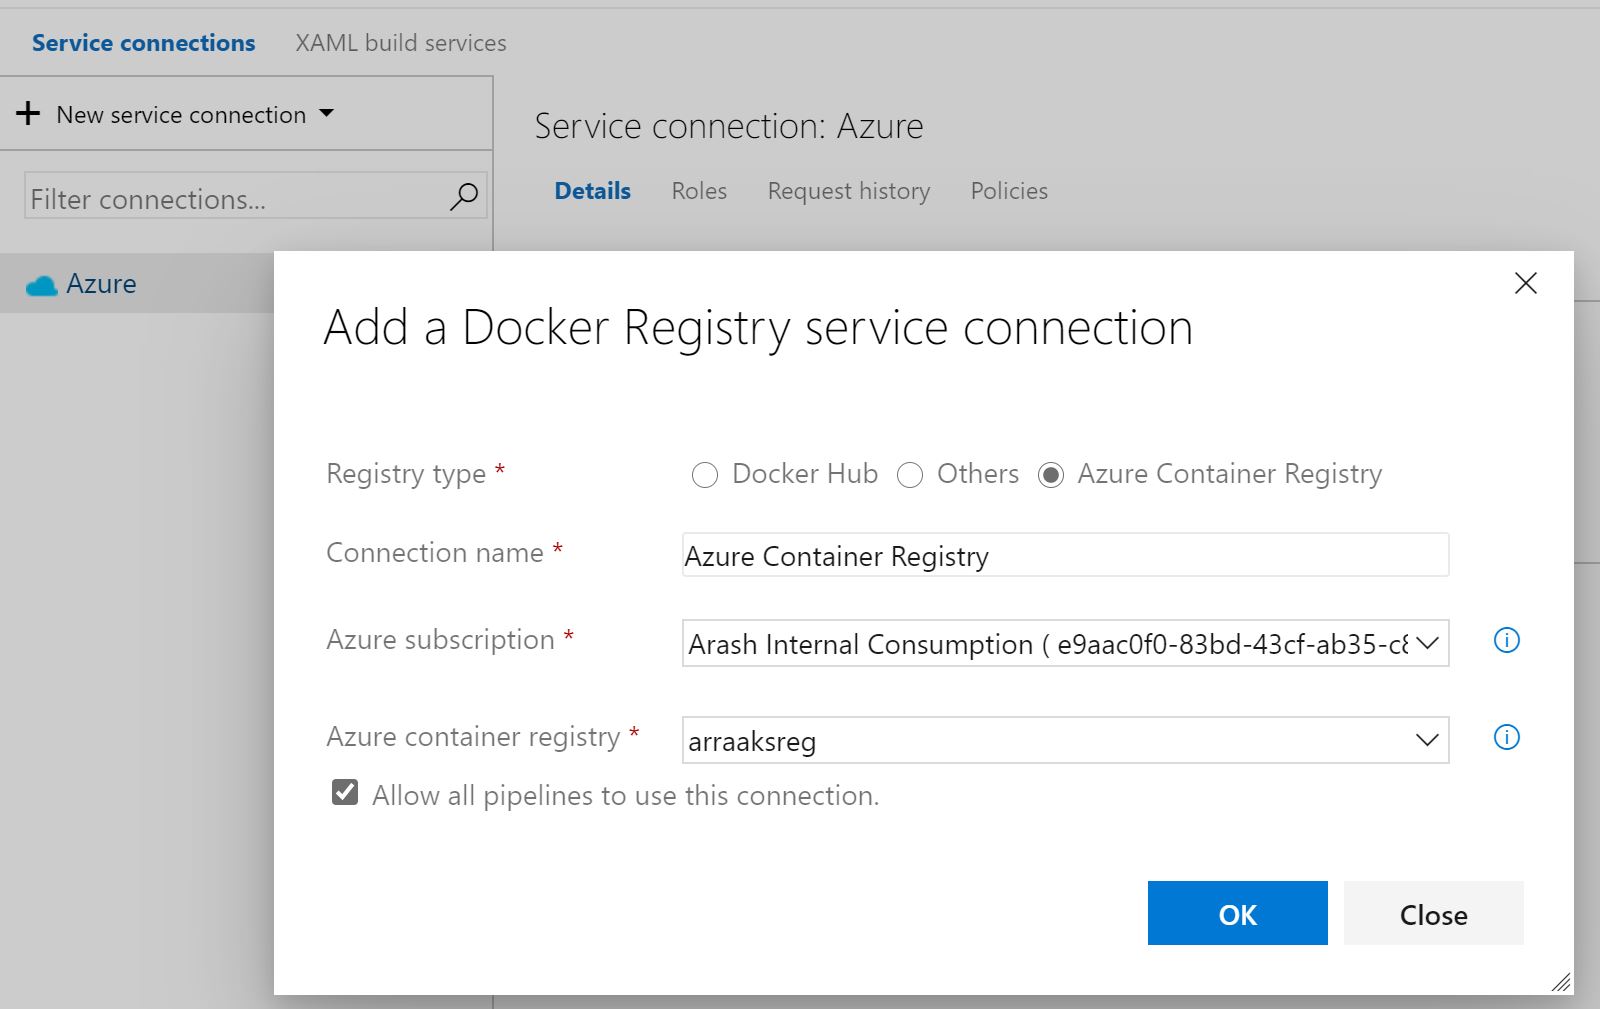 Service connections XAML build services
+ New service connection
Service connection: Azure
Filter connections...
Details Roles Request history Policies
Azure
Add a Docker Registry service connection
Registry type * Docker Hub Others Azure Container Registry
Connection name * Azure Container Registry
Azure subscription * Arash Internal Consumption ( e9aac0f0-83bd-43cf-ab35-c8
Azure container registry * arraaksreg
Allow all pipelines to use this connection.
OK Close